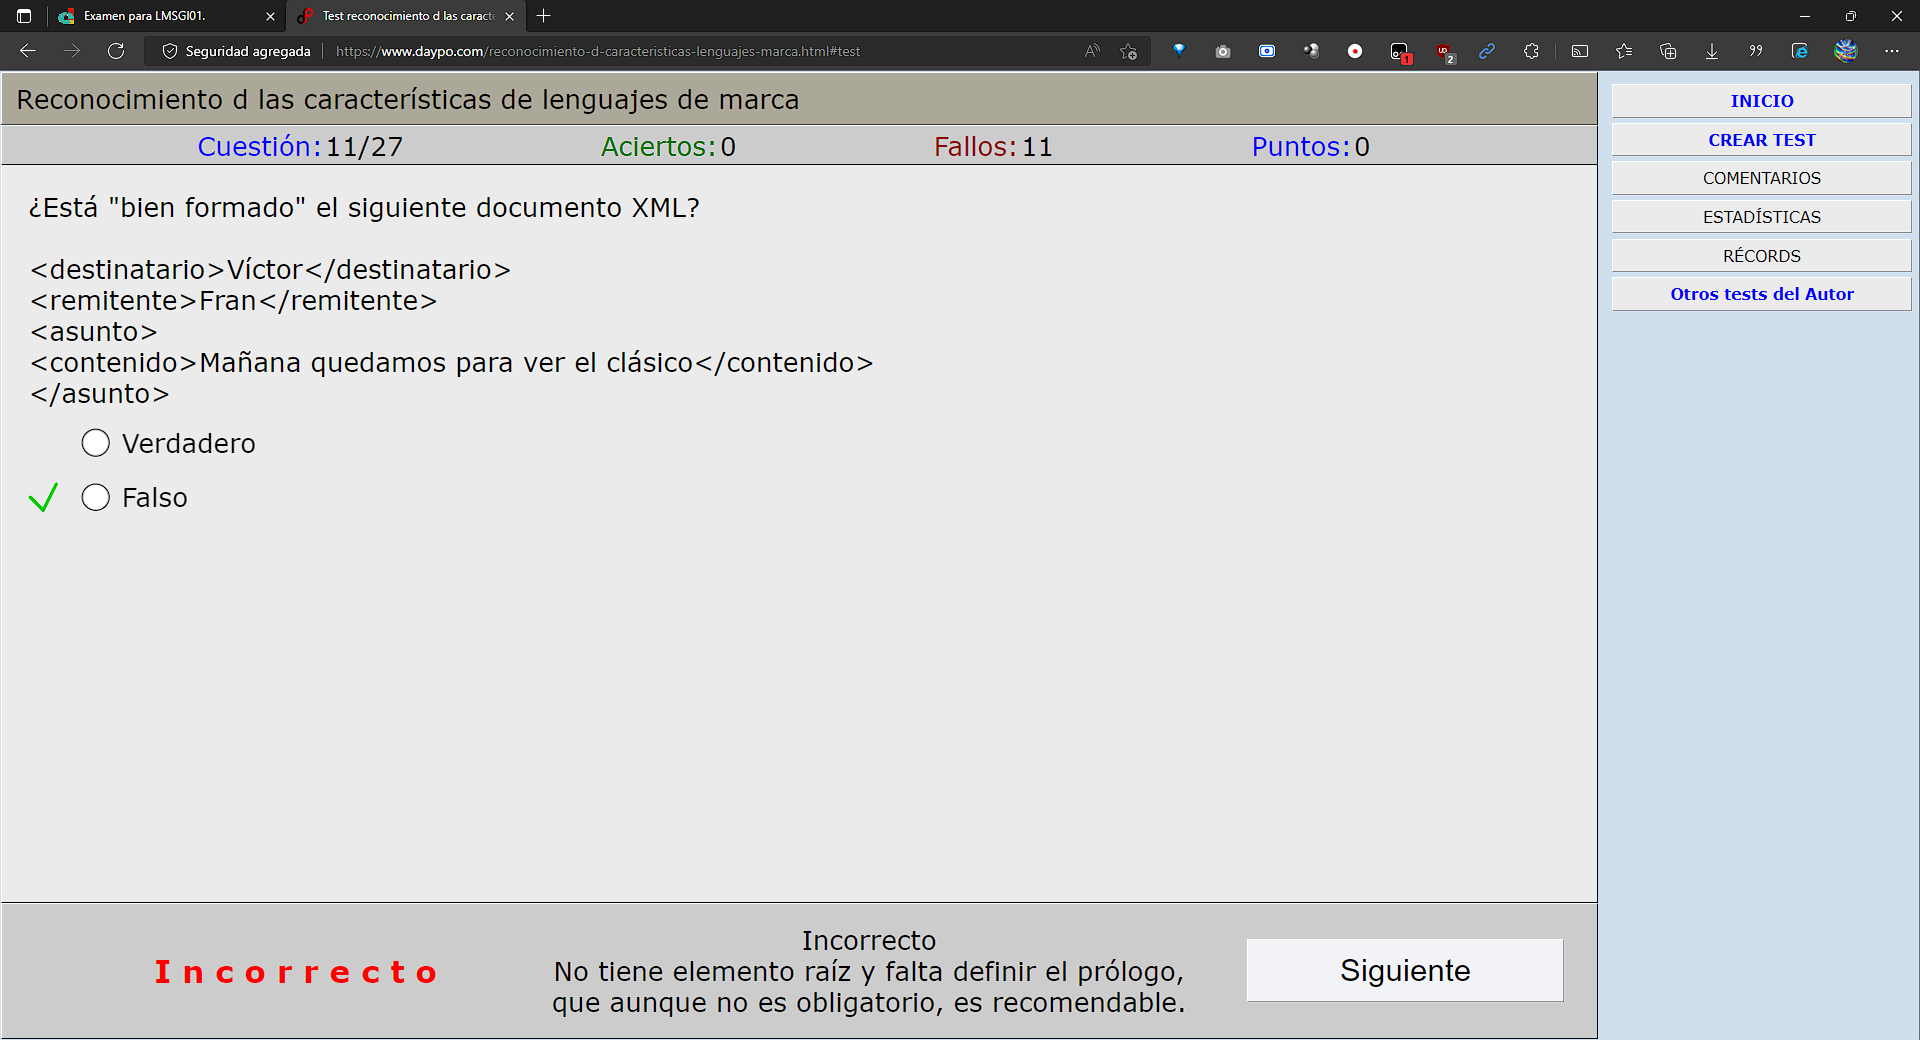 Examen para LMSGI01.
Test reconocimiento d las caracte
Seguridad agregada
https://www.daypo.com/reconocimiento-d-caracteristicas-lenguajes-marca.html#test
1
2
Reconocimiento d las características de lenguajes de marca
Cuestión: 11/27
Aciertos: 0
Fallos: 11
Puntos: 0
¿Está "bien formado" el siguiente documento XML?
<destinatario>Víctor</destinatario>
<remitente>Fran</remitente>
<asunto>
<contenido>Mañana quedamos para ver el clásico</contenido>
</asunto>
Verdadero
Falso
Incorrecto
Incorrecto
No tiene elemento raíz y falta definir el prólogo,
que aunque no es obligatorio, es recomendable.
Siguiente
INICIO
CREAR TEST
COMENTARIOS
ESTADÍSTICAS
RÉCORDS
Otros tests del Autor